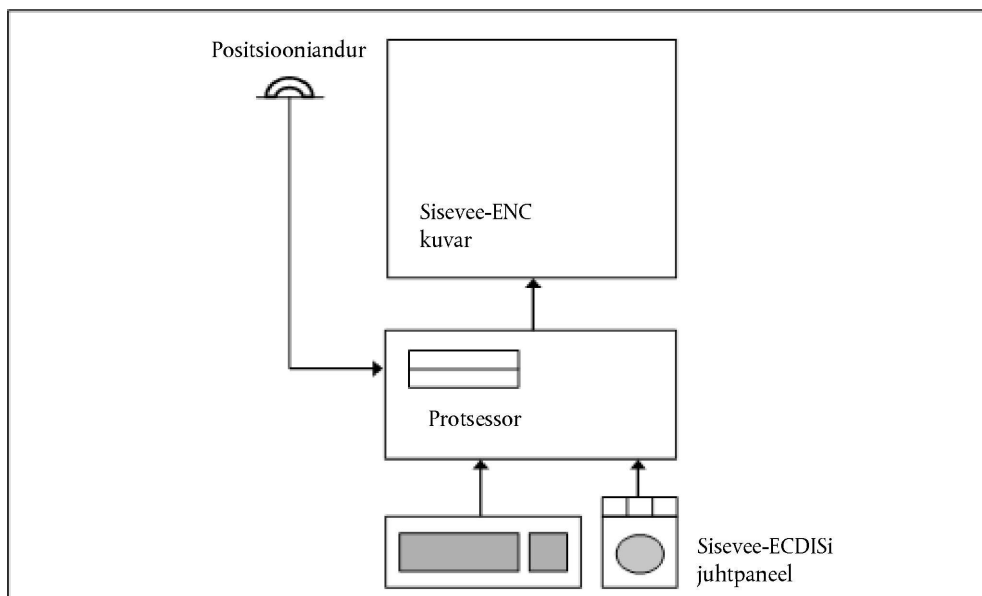 Positsiooniandur
Sisevee-ENC
kuvar
Protsessor
Sisevee-ECDISi
juhtpaneel